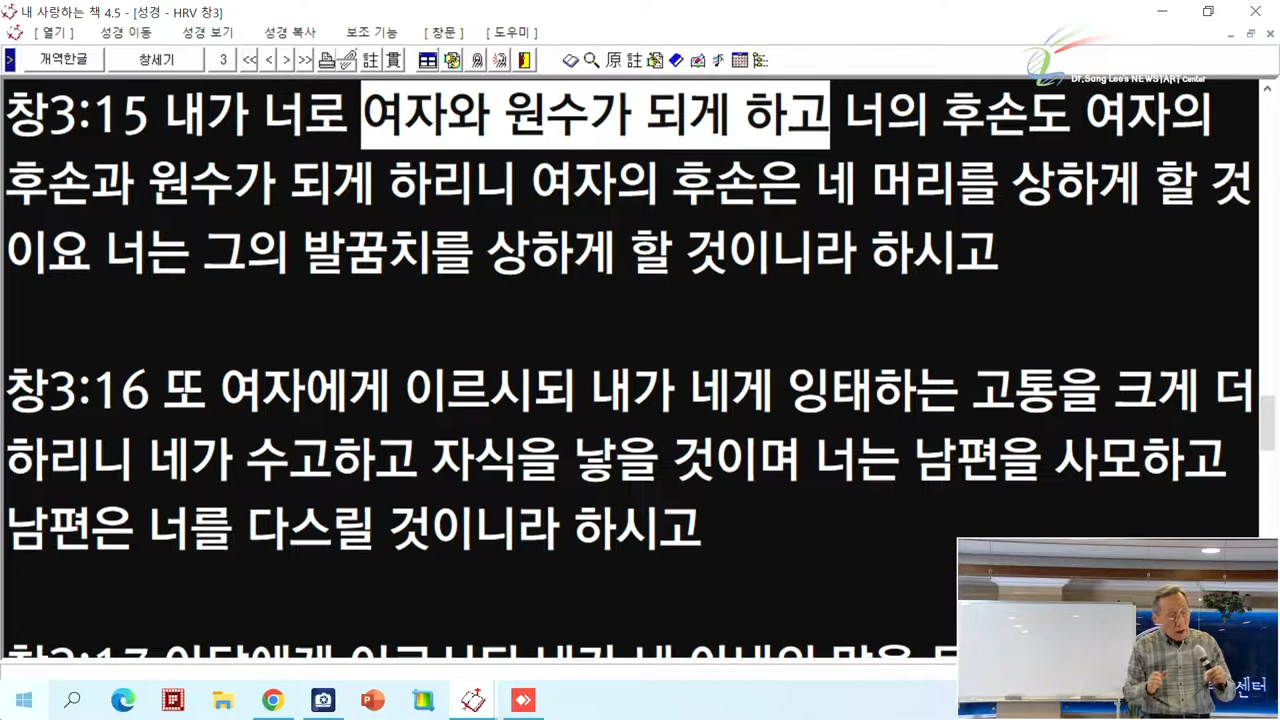 내 사랑하는 책 4.5 - [성경 - HRV 창3]
[ 열기 ] 성경 이동 성경 보기 성경 복사 보조 기능 [ 창문 ] [ 도우미 ]
개역한글 창세기 3 << < > >> 註 貫 原 註
Dr.Sang Lee's NEWSTART Center
창3:15 내가 너로 여자와 원수가 되게 하고 너의 후손도 여자의
후손과 원수가 되게 하리니 여자의 후손은 네 머리를 상하게 할 것
이요 너는 그의 발꿈치를 상하게 할 것이니라 하시고
창3:16 또 여자에게 이르시되 내가 네게 잉태하는 고통을 크게 더
하리니 네가 수고하고 자식을 낳을 것이며 너는 남편을 사모하고
남편은 너를 다스릴 것이니라 하시고
센터